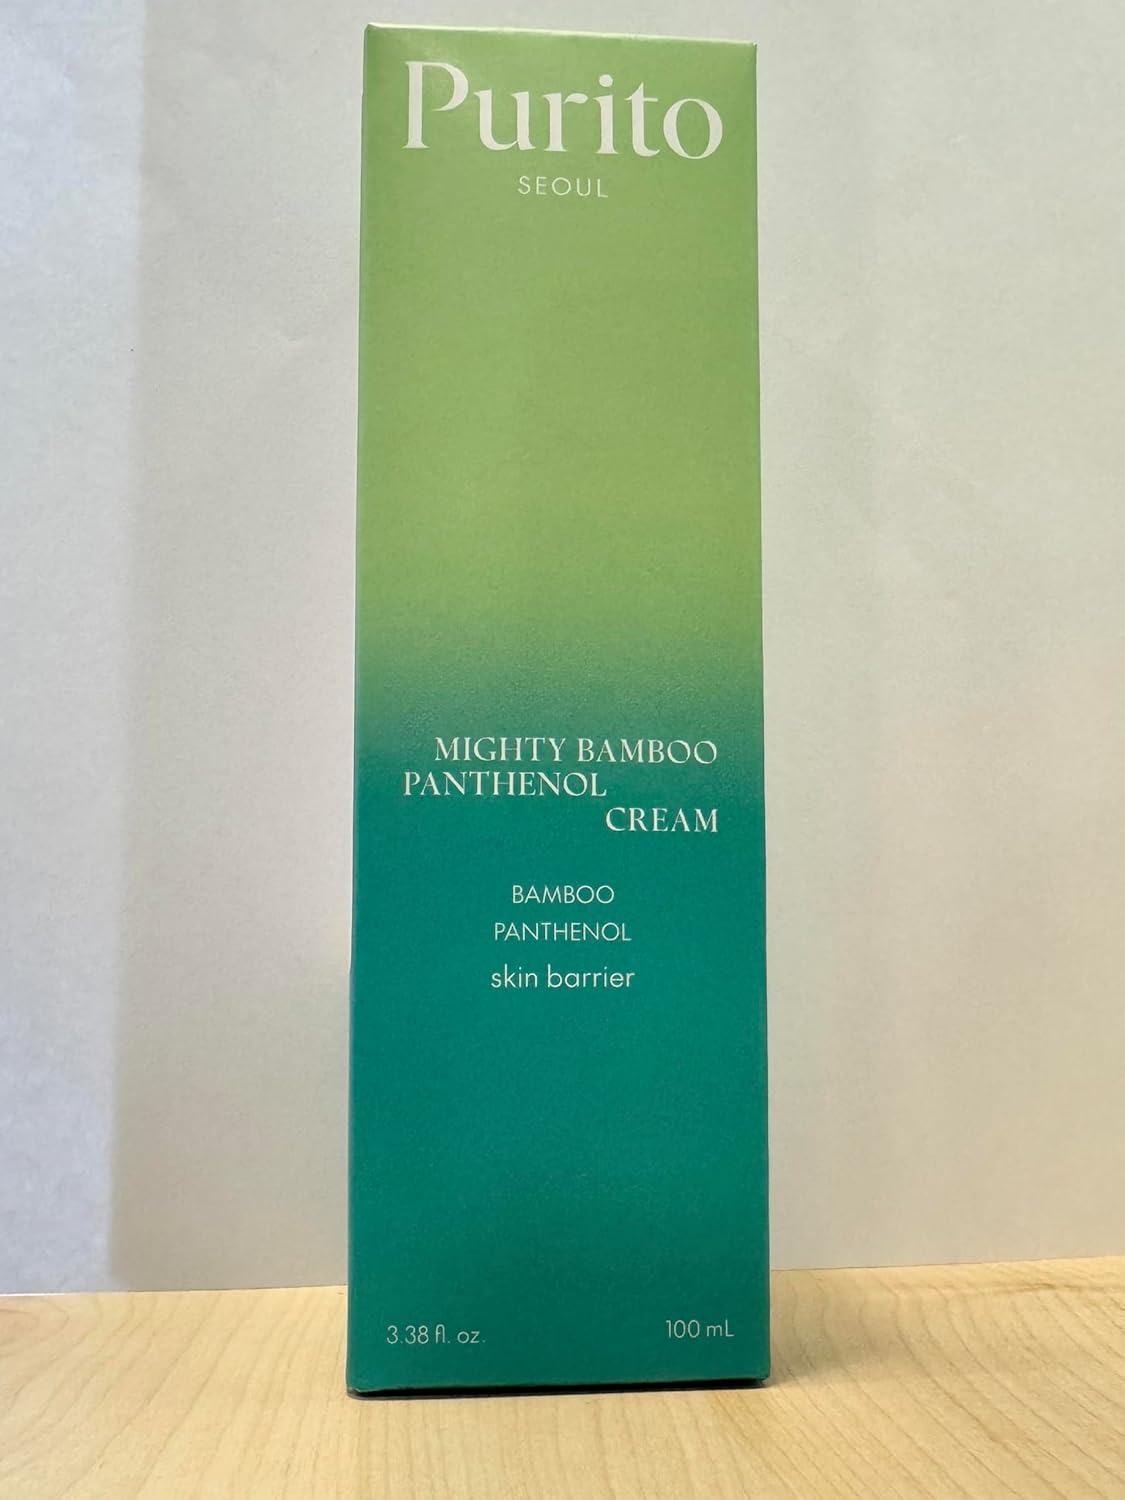 Purito
SEOUL
MIGHTY BAMBOO
PANTHENOL
CREAM
BAMBOO
PANTHENOL
skin barrier
3.38 fl. oz. 100 mL